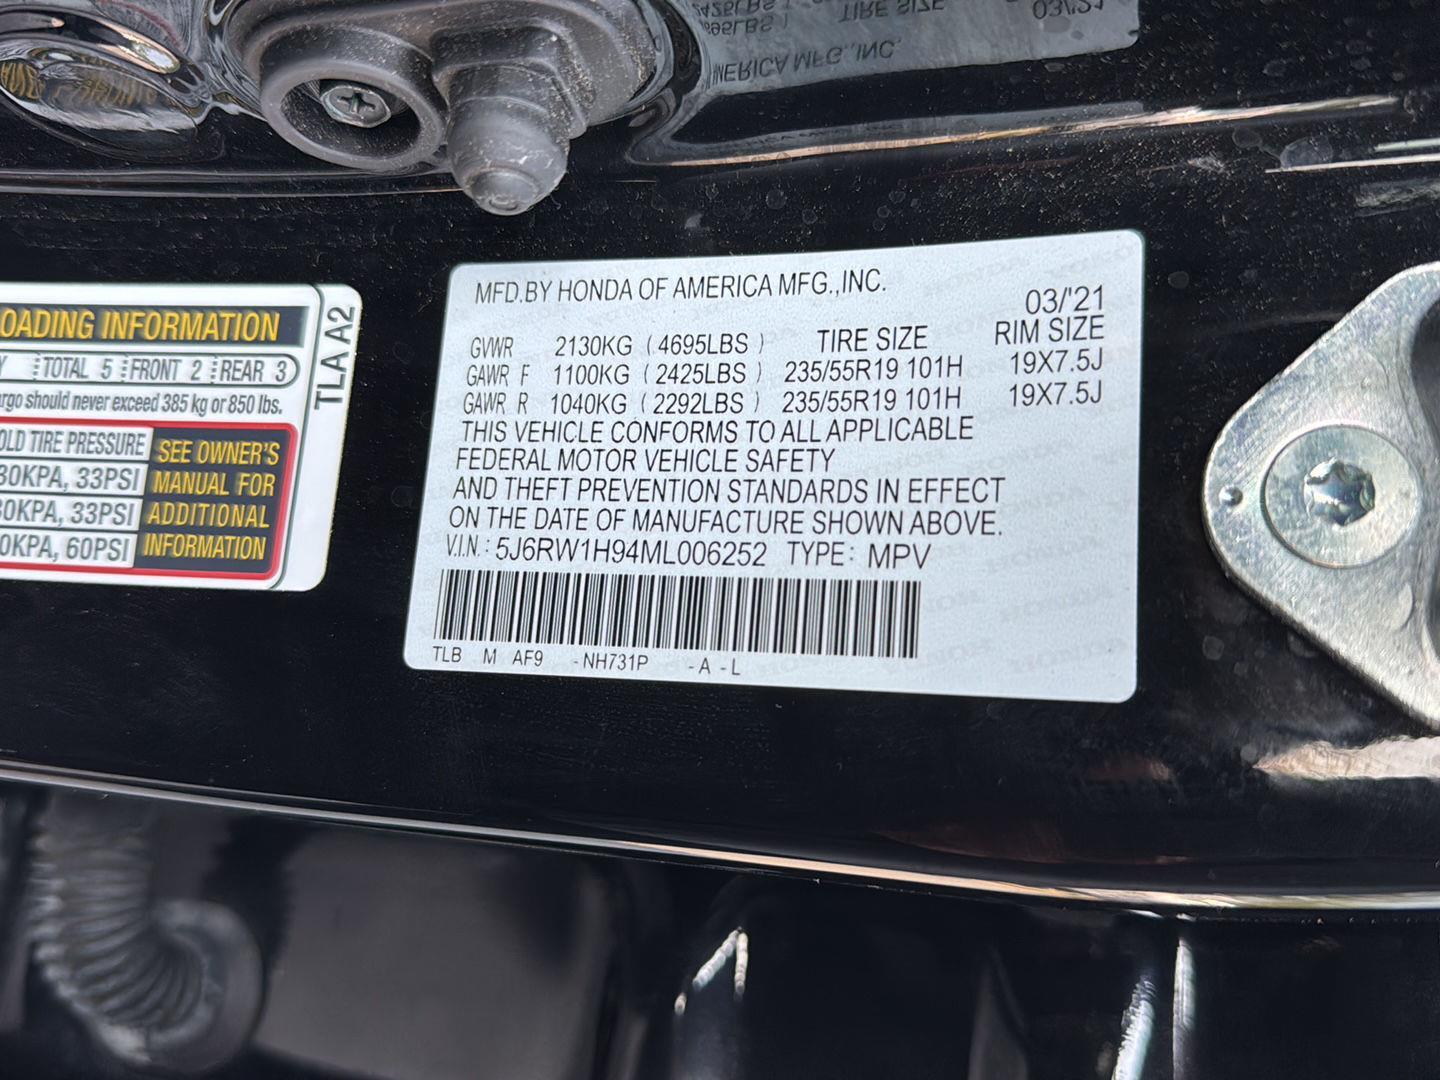 OADING INFORMATION
Y TOTAL 5 FRONT 2 REAR 3
rgo should never exceed 385 kg or 850 lbs.
OLD TIRE PRESSURE
30KPA, 33PSI
30KPA, 33PSI
0KPA, 60PSI
SEE OWNER'S
MANUAL FOR
ADDITIONAL
INFORMATION
TLA A2
MFD.BY HONDA OF AMERICA MFG.,INC.
03/'21
GVWR 2130KG (4695LBS) TIRE SIZE RIM SIZE
GAWR F 1100KG (2425LBS) 235/55R19 101H 19X7.5J
GAWR R 1040KG (2292LBS) 235/55R19 101H 19X7.5J
THIS VEHICLE CONFORMS TO ALL APPLICABLE
FEDERAL MOTOR VEHICLE SAFETY
AND THEFT PREVENTION STANDARDS IN EFFECT
ON THE DATE OF MANUFACTURE SHOWN ABOVE.
V.I.N.: 5J6RW1H94ML006252 TYPE: MPV
TLB M AF9 -NH731P -A -L